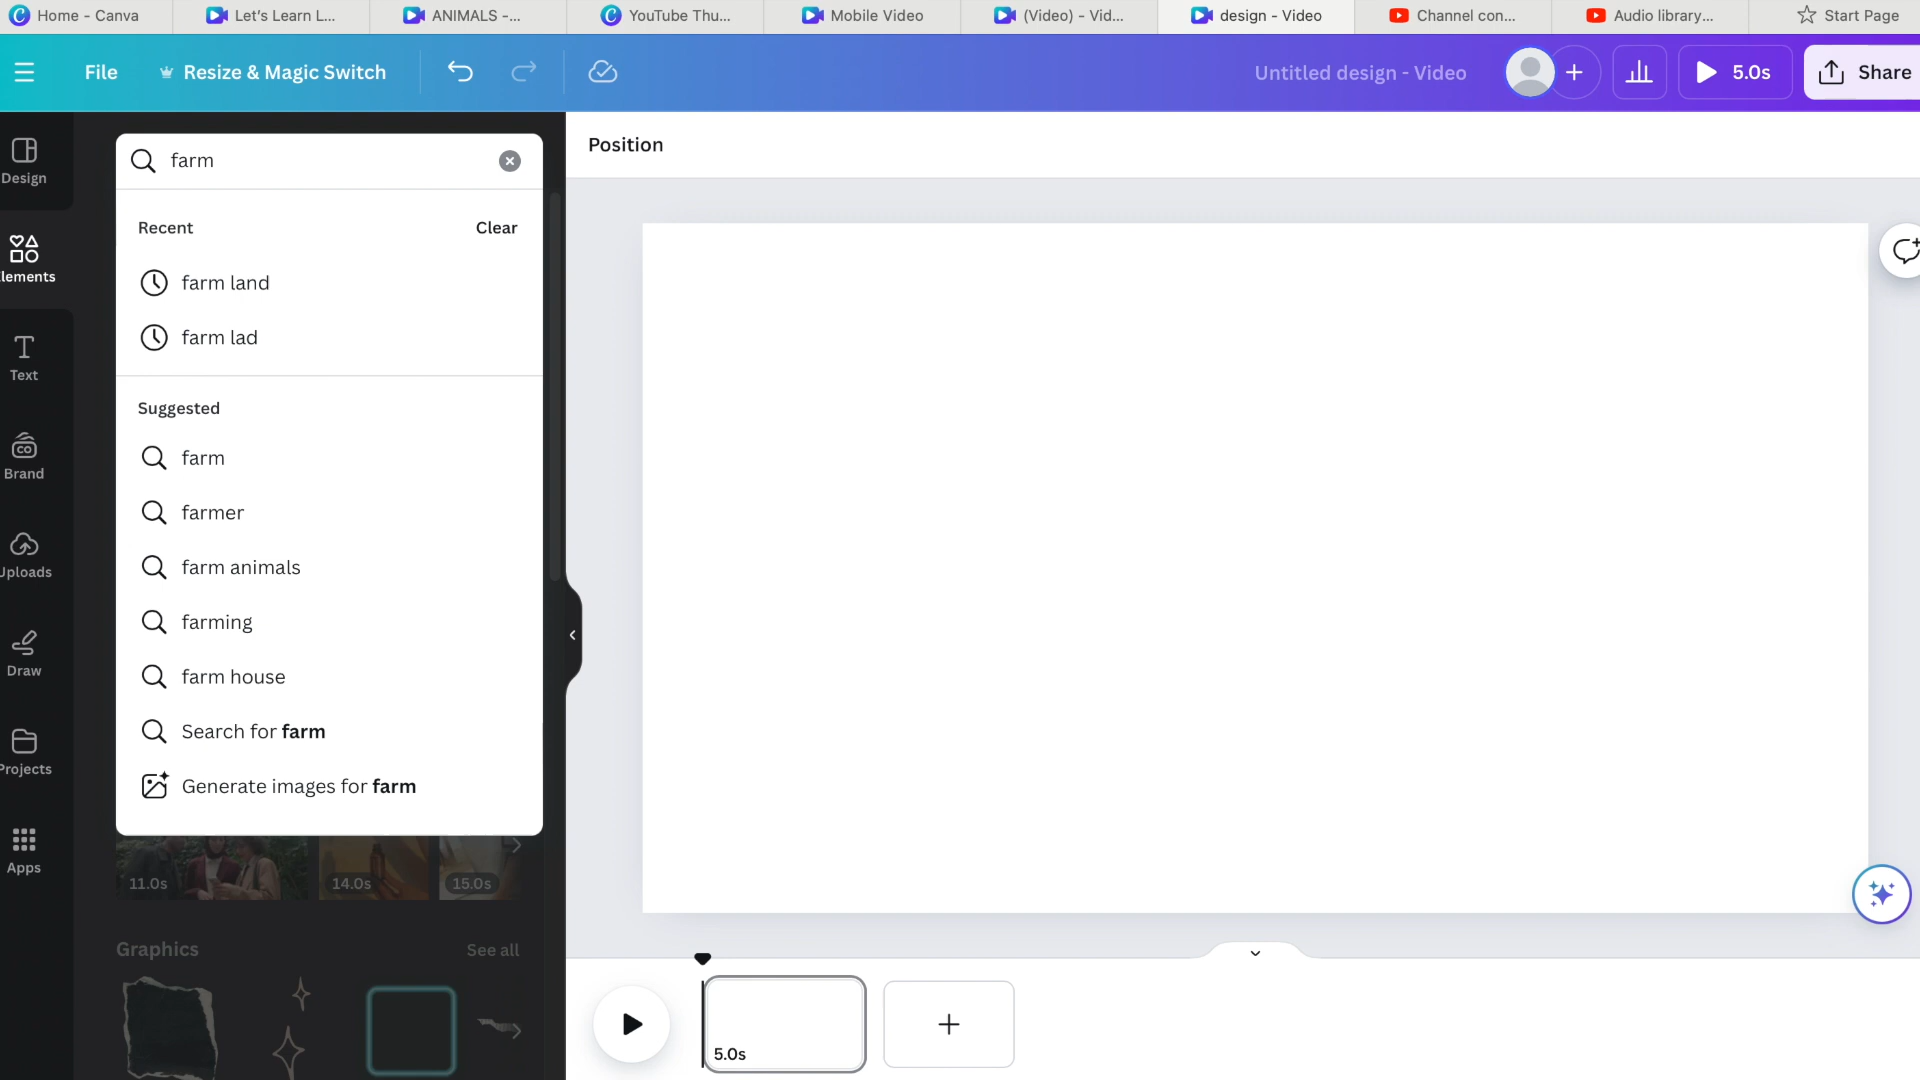 Home - Canva
Let's Learn L...
ANIMALS -...
YouTube Thu...
Mobile Video
(Video) - Vid...
design - Video
Channel con...
Audio library...
Start Page
File
Resize & Magic Switch
Untitled design - Video
5.0s
Share
Design
Elements
Text
Brand
Uploads
Draw
Projects
Apps
farm
Recent
Clear
farm land
farm lad
Suggested
farm
farmer
farm animals
farming
farm house
Search for farm
Generate images for farm
11.0s
14.0s
15.0s
Graphics
See all
Position
5.0s